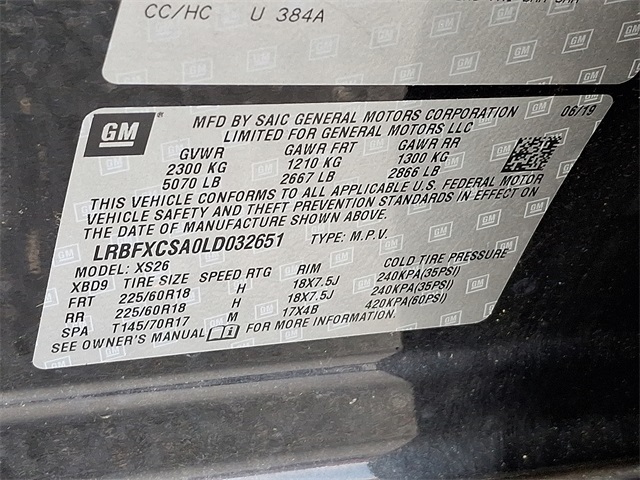 CC/HC U 384A
GM
MFD BY SAIC GENERAL MOTORS CORPORATION 06/19
LIMITED FOR GENERAL MOTORS LLC
GVWR GAWR FRT GAWR RR
2300 KG 1210 KG 1300 KG
5070 LB 2667 LB 2866 LB
THIS VEHICLE CONFORMS TO ALL APPLICABLE U.S. FEDERAL MOTOR
VEHICLE SAFETY AND THEFT PREVENTION STANDARDS IN EFFECT ON
THE DATE OF MANUFACTURE SHOWN ABOVE.
LRBFXCSA0LD032651 TYPE: M.P.V.
MODEL: XS26
XBD9 TIRE SIZE SPEED RTG RIM COLD TIRE PRESSURE
FRT 225/60R18 H 18X7.5J 240KPA(35PSI)
RR 225/60R18 H 18X7.5J 240KPA(35PSI)
SPA T145/70R17 M 17X4B 420KPA(60PSI)
SEE OWNER'S MANUAL FOR MORE INFORMATION.